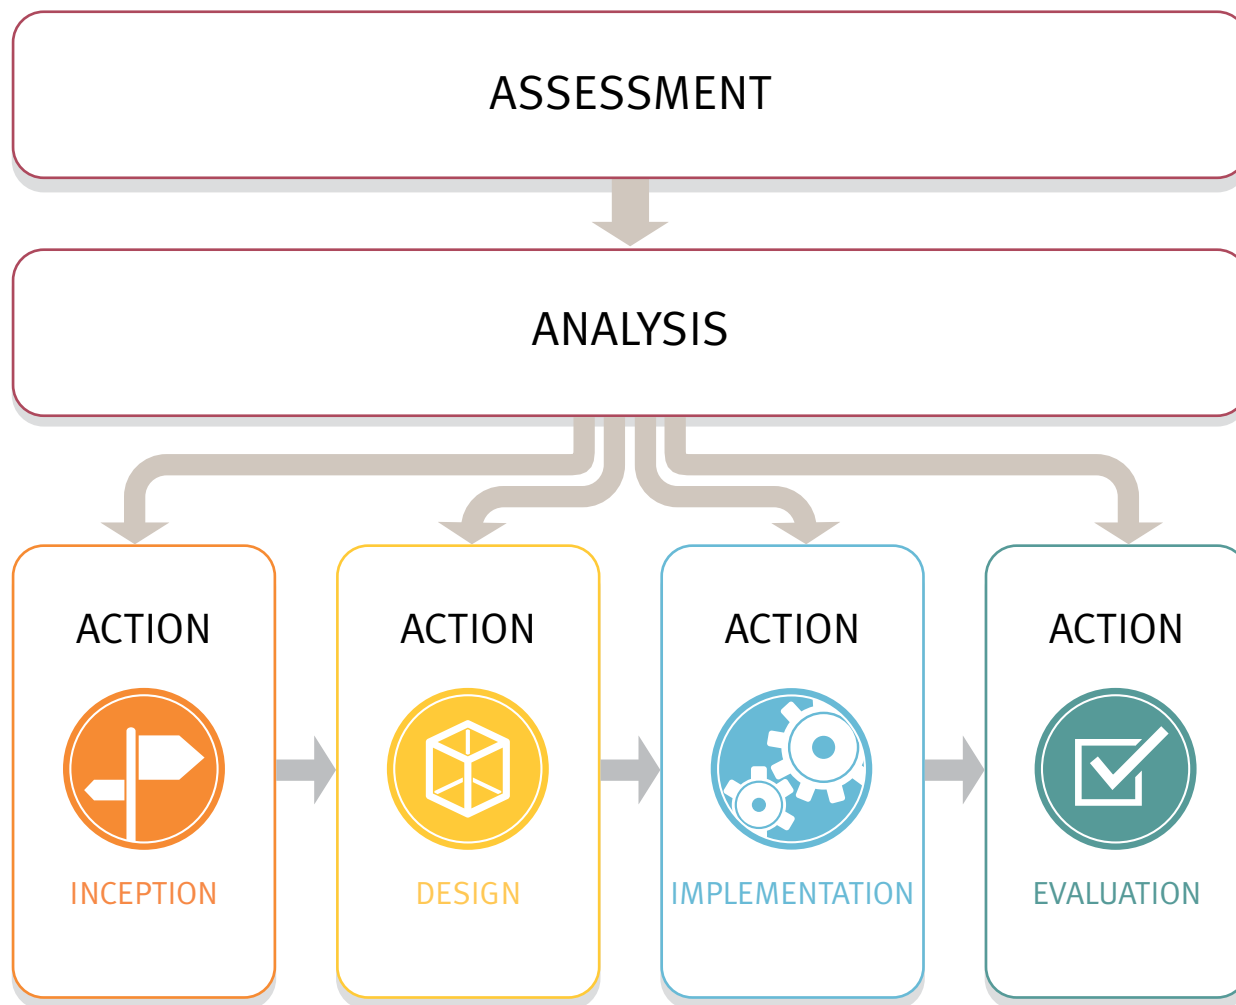 ASSESSMENT
ANALYSIS
ACTION
INCEPTION
ACTION
DESIGN
ACTION
IMPLEMENTATION
ACTION
EVALUATION